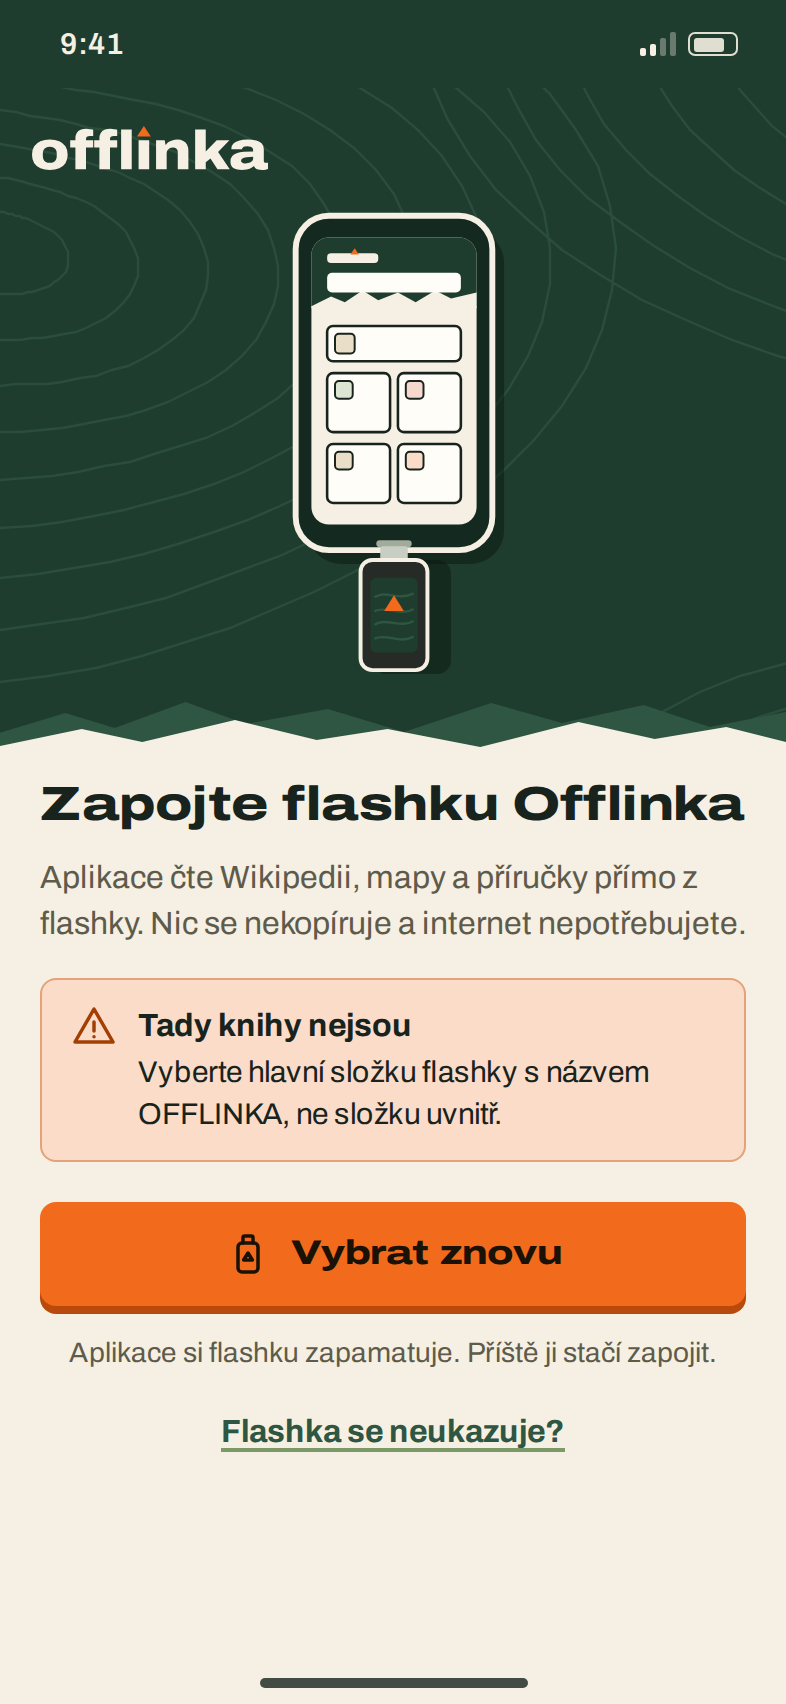 9:41
offlinka
Zapojte flashku Offlinka
Aplikace čte Wikipedii, mapy a příručky přímo z
flashky. Nic se nekopíruje a internet nepotřebujete.
Tady knihy nejsou
Vyberte hlavní složku flashky s názvem
OFFLINKA, ne složku uvnitř.
Vybrat znovu
Aplikace si flashku zapamatuje. Příště ji stačí zapojit.
Flashka se neukazuje?